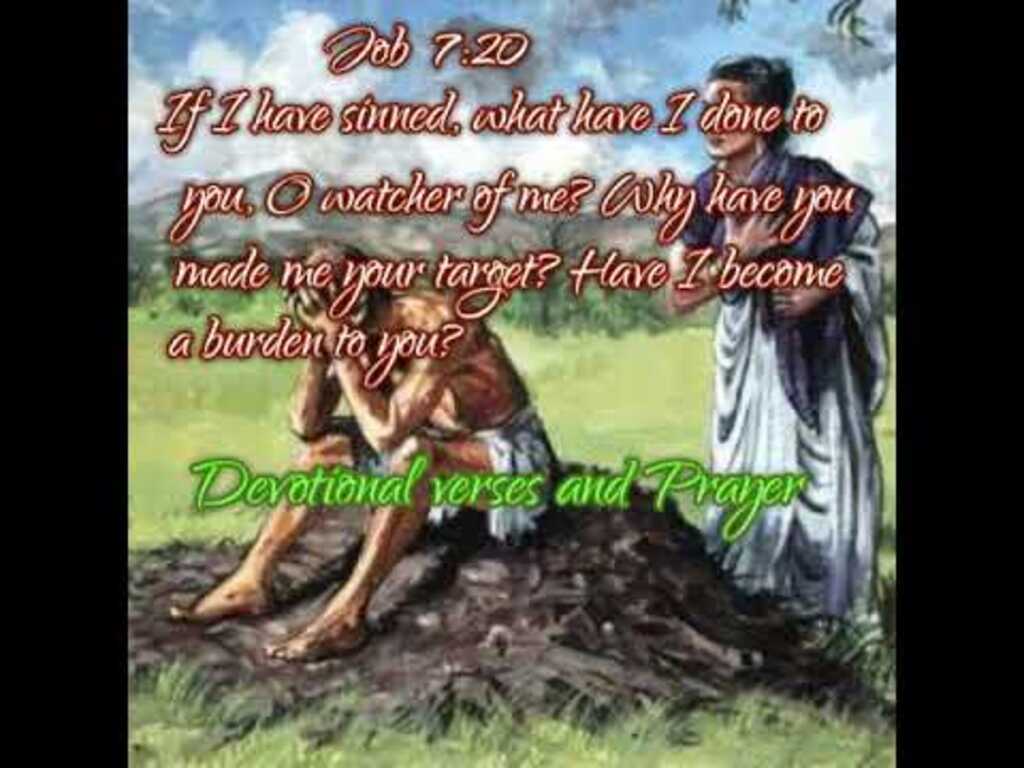 Job 7:20
If I have sinned, what have I done to
you, O watcher of me? Why have you
made me your target? Have I become
a burden to you?
Devotional verses and Prayer